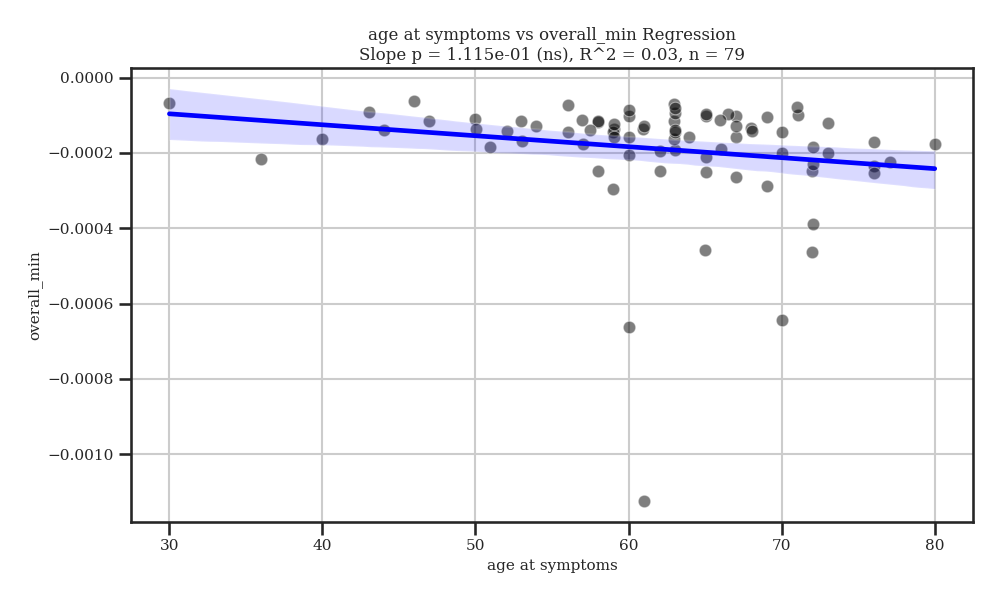 age at symptoms vs overall_min Regression
Slope p = 1.115e-01 (ns), R^2 = 0.03, n = 79
0.0000
−0.0002
−0.0004
−0.0006
−0.0008
−0.0010
overall_min
30 40 50 60 70 80
age at symptoms